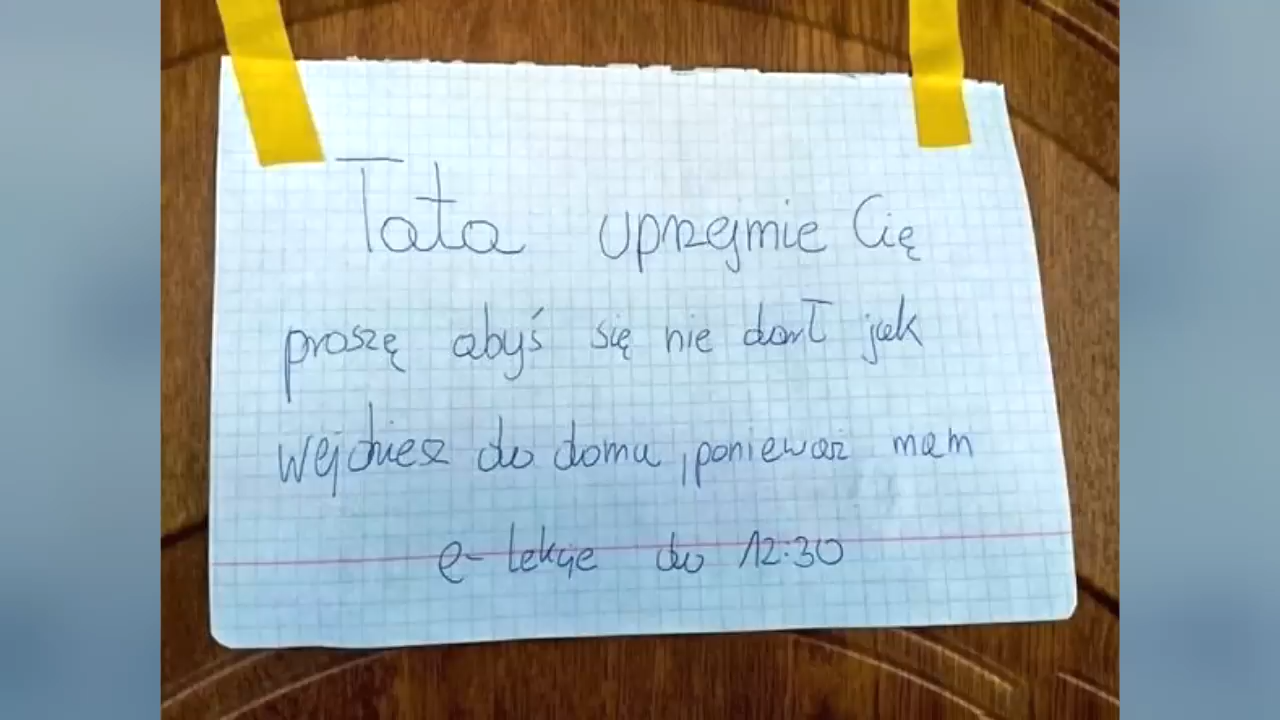 Tata uprzejmie Cię
proszę abyś się nie darł jak
wejdziesz do domu, ponieważ mam
e-lekcje do 12:30